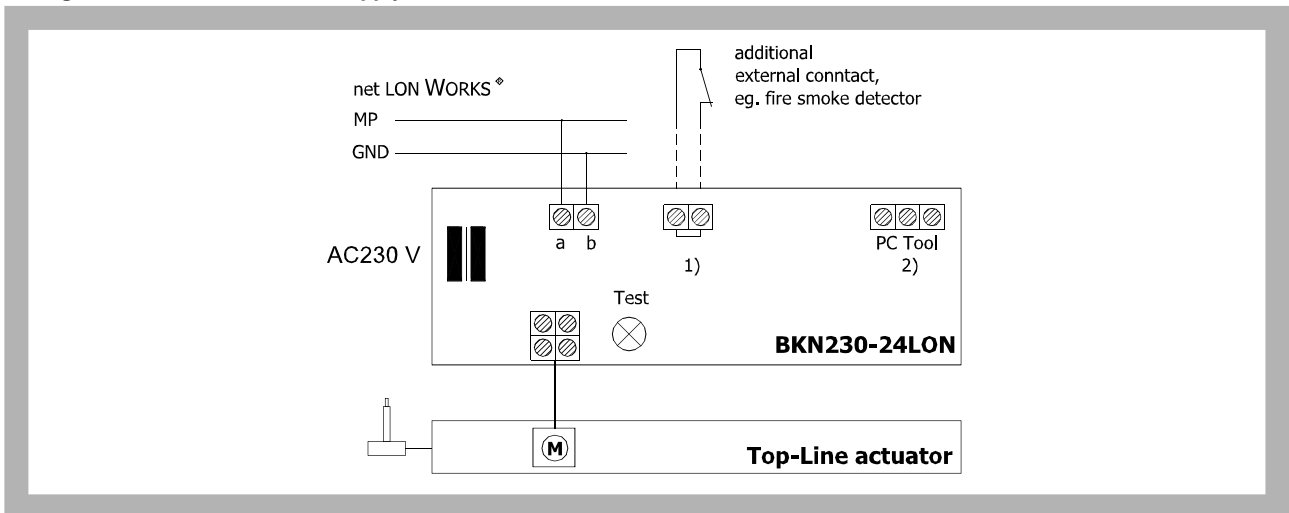 additional
external conntact,
eg. fire smoke detector
net LON WORKS
MP
GND
AC230 V
a b
1)
PC Tool
2)
Test
BKN230-24LON
M
Top-Line actuator